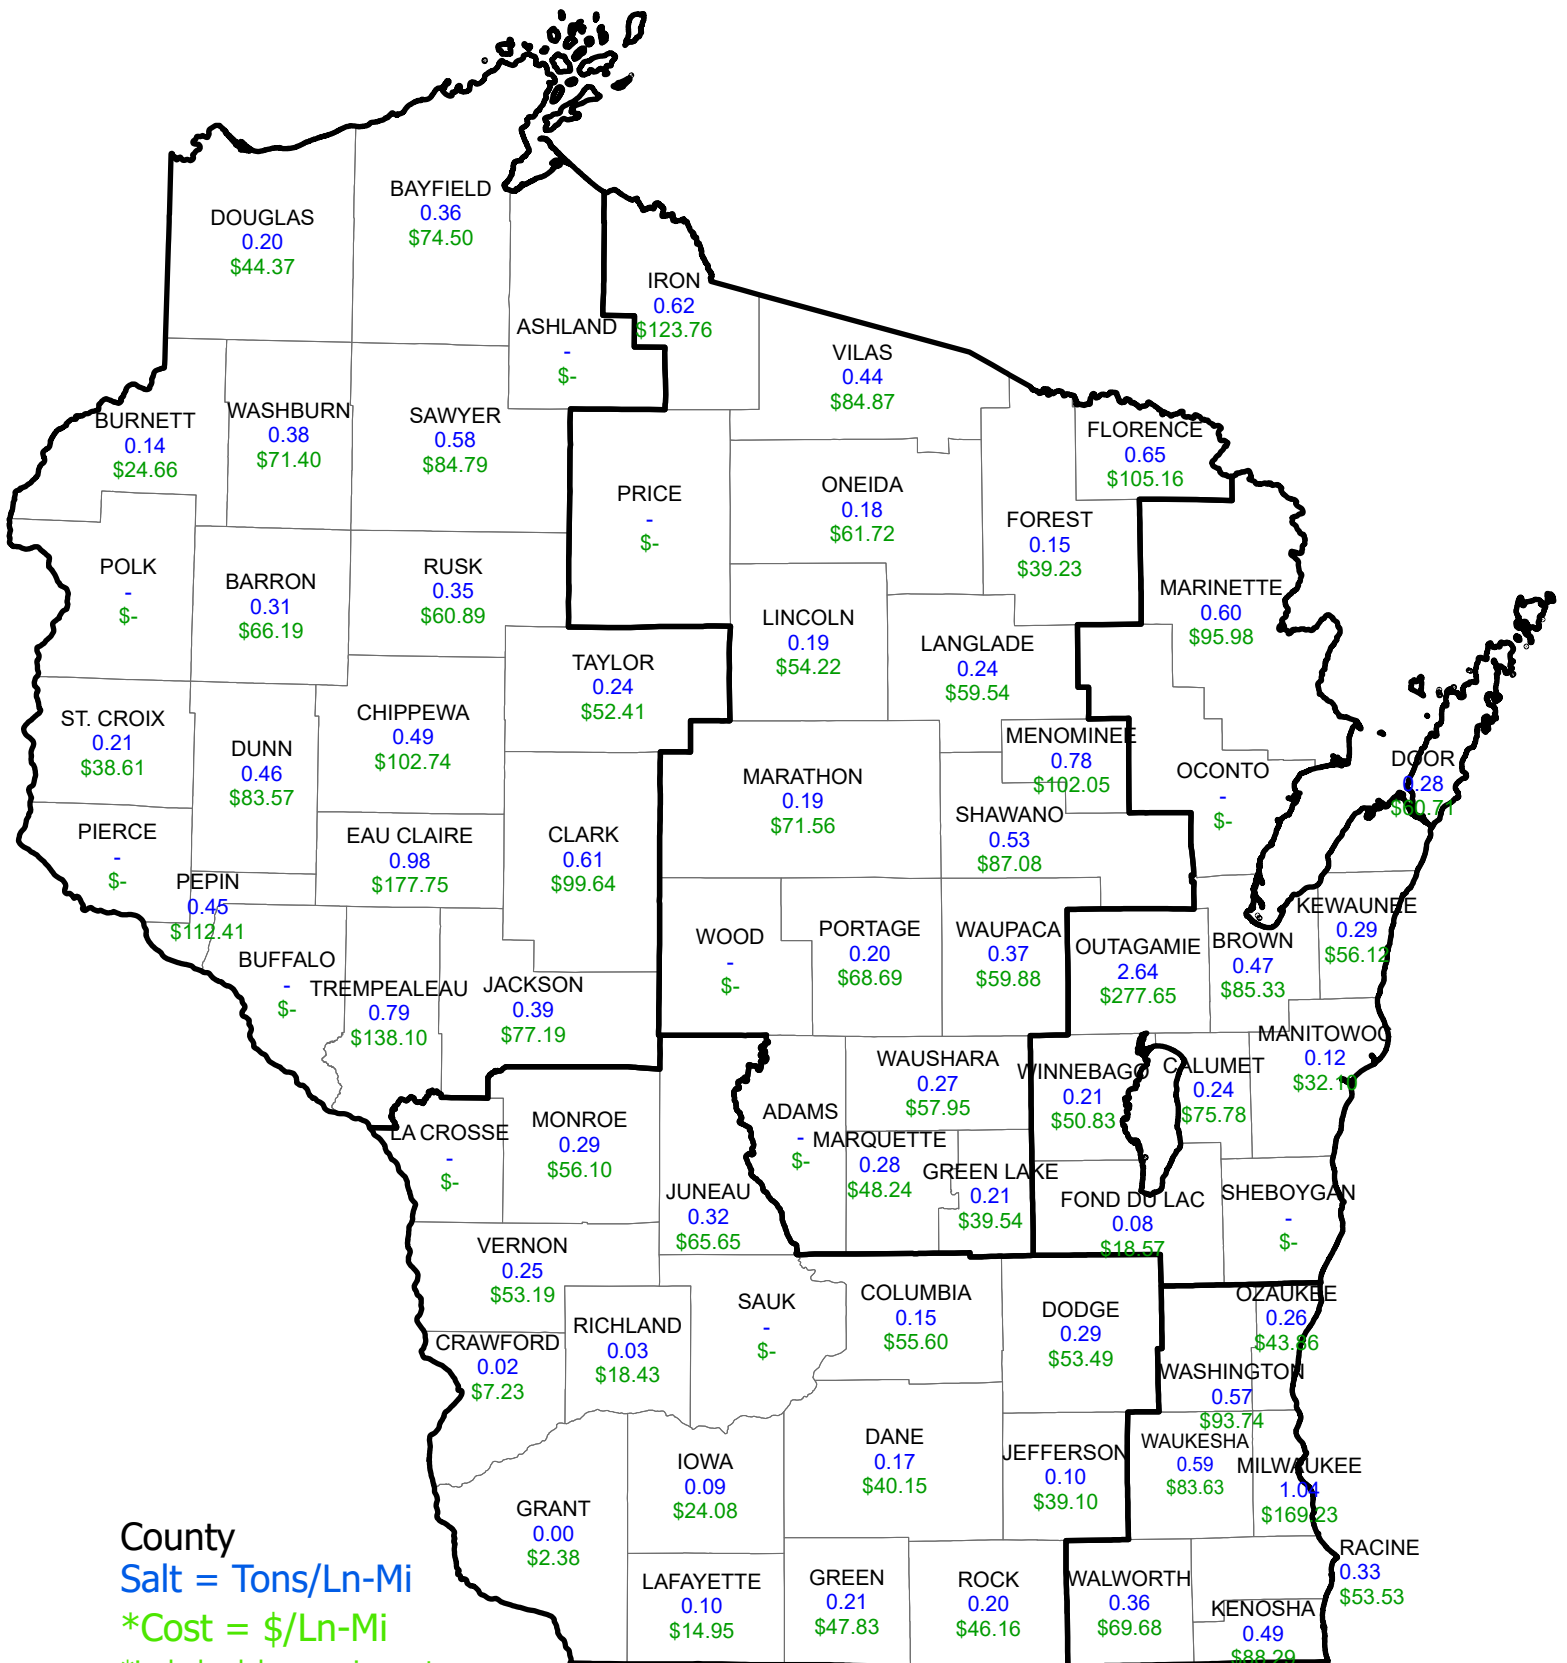 BAYFIELD
0.36
$74.50
DOUGLAS
0.20
$44.37
IRON
0.62
$123.76
ASHLAND
-
$-
VILAS
0.44
$84.87
BURNETT
0.14
$24.66
WASHBURN
0.38
$71.40
SAWYER
0.58
$84.79
FLORENCE
0.65
$105.16
PRICE
-
$-
ONEIDA
0.18
$61.72
FOREST
0.15
$39.23
POLK
-
$-
BARRON
0.31
$66.19
RUSK
0.35
$60.89
MARINETTE
0.60
$95.98
LINCOLN
0.19
$54.22
LANGLADE
0.24
$59.54
TAYLOR
0.24
$52.41
ST. CROIX
0.21
$38.61
DUNN
0.46
$83.57
CHIPPEWA
0.49
$102.74
MENOMINEE
0.78
$102.05
MARATHON
0.19
$71.56
OCONTO
-
$-
DOOR
0.28
$60.71
SHAWANO
0.53
$87.08
PIERCE
-
$-
EAU CLAIRE
0.98
$177.75
CLARK
0.61
$99.64
PEPIN
0.45
$112.41
KEWAUNEE
0.29
$56.12
WOOD
-
$-
PORTAGE
0.20
$68.69
WAUPACA
0.37
$59.88
OUTAGAMIE
2.64
$277.65
BROWN
0.47
$85.33
BUFFALO
-
$-
TREMPEALEAU
0.79
$138.10
JACKSON
0.39
$77.19
MANITOWOC
0.12
$32.10
WAUSHARA
0.27
$57.95
WINNEBAGO
0.21
$50.83
CALUMET
0.24
$75.78
LA CROSSE
-
$-
MONROE
0.29
$56.10
ADAMS
-
$-
MARQUETTE
0.28
$48.24
GREEN LAKE
0.21
$39.54
JUNEAU
0.32
$65.65
FOND DU LAC
0.08
$18.57
SHEBOYGAN
-
$-
VERNON
0.25
$53.19
SAUK
-
$-
COLUMBIA
0.15
$55.60
DODGE
0.29
$53.49
OZAUKEE
0.26
$43.86
RICHLAND
0.03
$18.43
CRAWFORD
0.02
$7.23
WASHINGTON
0.57
$93.74
DANE
0.17
$40.15
JEFFERSON
0.10
$39.10
WAUKESHA
0.59
$83.63
MILWAUKEE
1.04
$169.23
IOWA
0.09
$24.08
GRANT
0.00
$2.38
RACINE
0.33
$53.53
LAFAYETTE
0.10
$14.95
GREEN
0.21
$47.83
ROCK
0.20
$46.16
WALWORTH
0.36
$69.68
KENOSHA
0.49
$88.29
County
Salt = Tons/Ln-Mi
*Cost = $/Ln-Mi